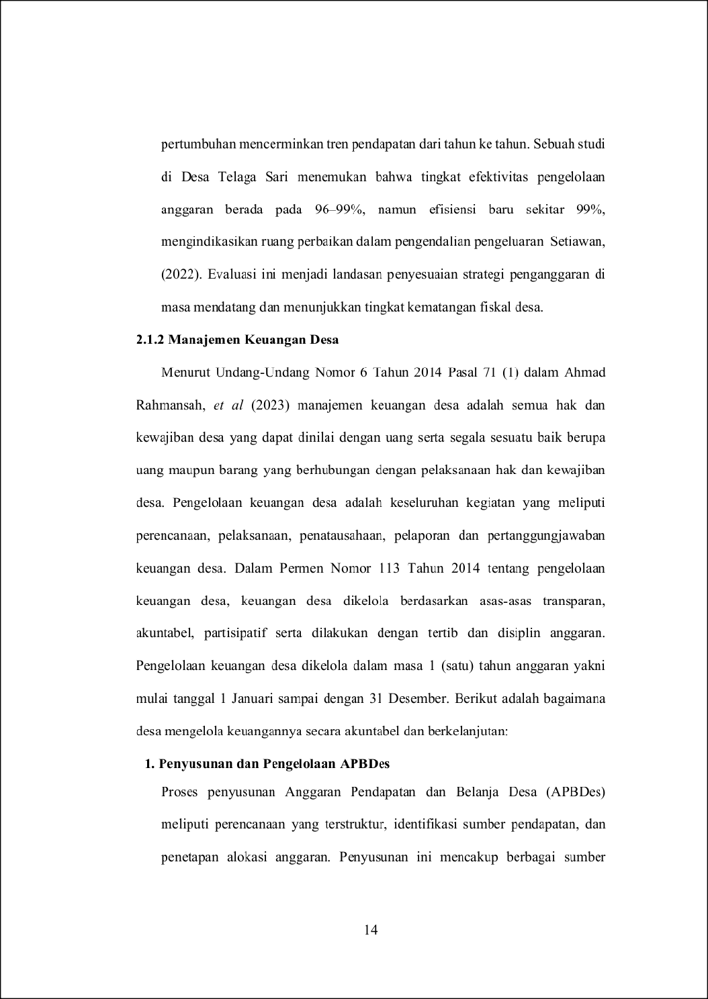 pertumbuhan mencerminkan tren pendapatan dari tahun ke tahun. Sebuah studi
di Desa Telaga Sari menemukan bahwa tingkat efektivitas pengelolaan
anggaran berada pada 96–99%, namun efisiensi baru sekitar 99%,
mengindikasikan ruang perbaikan dalam pengendalian pengeluaran Setiawan,
(2022). Evaluasi ini menjadi landasan penyesuaian strategi penganggaran di
masa mendatang dan menunjukkan tingkat kematangan fiskal desa.
2.1.2 Manajemen Keuangan Desa
Menurut Undang-Undang Nomor 6 Tahun 2014 Pasal 71 (1) dalam Ahmad
Rahmansah, et al (2023) manajemen keuangan desa adalah semua hak dan
kewajiban desa yang dapat dinilai dengan uang serta segala sesuatu baik berupa
uang maupun barang yang berhubungan dengan pelaksanaan hak dan kewajiban
desa. Pengelolaan keuangan desa adalah keseluruhan kegiatan yang meliputi
perencanaan, pelaksanaan, penatausahaan, pelaporan dan pertanggungjawaban
keuangan desa. Dalam Permen Nomor 113 Tahun 2014 tentang pengelolaan
keuangan desa, keuangan desa dikelola berdasarkan asas-asas transparan,
akuntabel, partisipatif serta dilakukan dengan tertib dan disiplin anggaran.
Pengelolaan keuangan desa dikelola dalam masa 1 (satu) tahun anggaran yakni
mulai tanggal 1 Januari sampai dengan 31 Desember. Berikut adalah bagaimana
desa mengelola keuangannya secara akuntabel dan berkelanjutan:
1. Penyusunan dan Pengelolaan APBDes
Proses penyusunan Anggaran Pendapatan dan Belanja Desa (APBDes)
meliputi perencanaan yang terstruktur, identifikasi sumber pendapatan, dan
penetapan alokasi anggaran. Penyusunan ini mencakup berbagai sumber
14